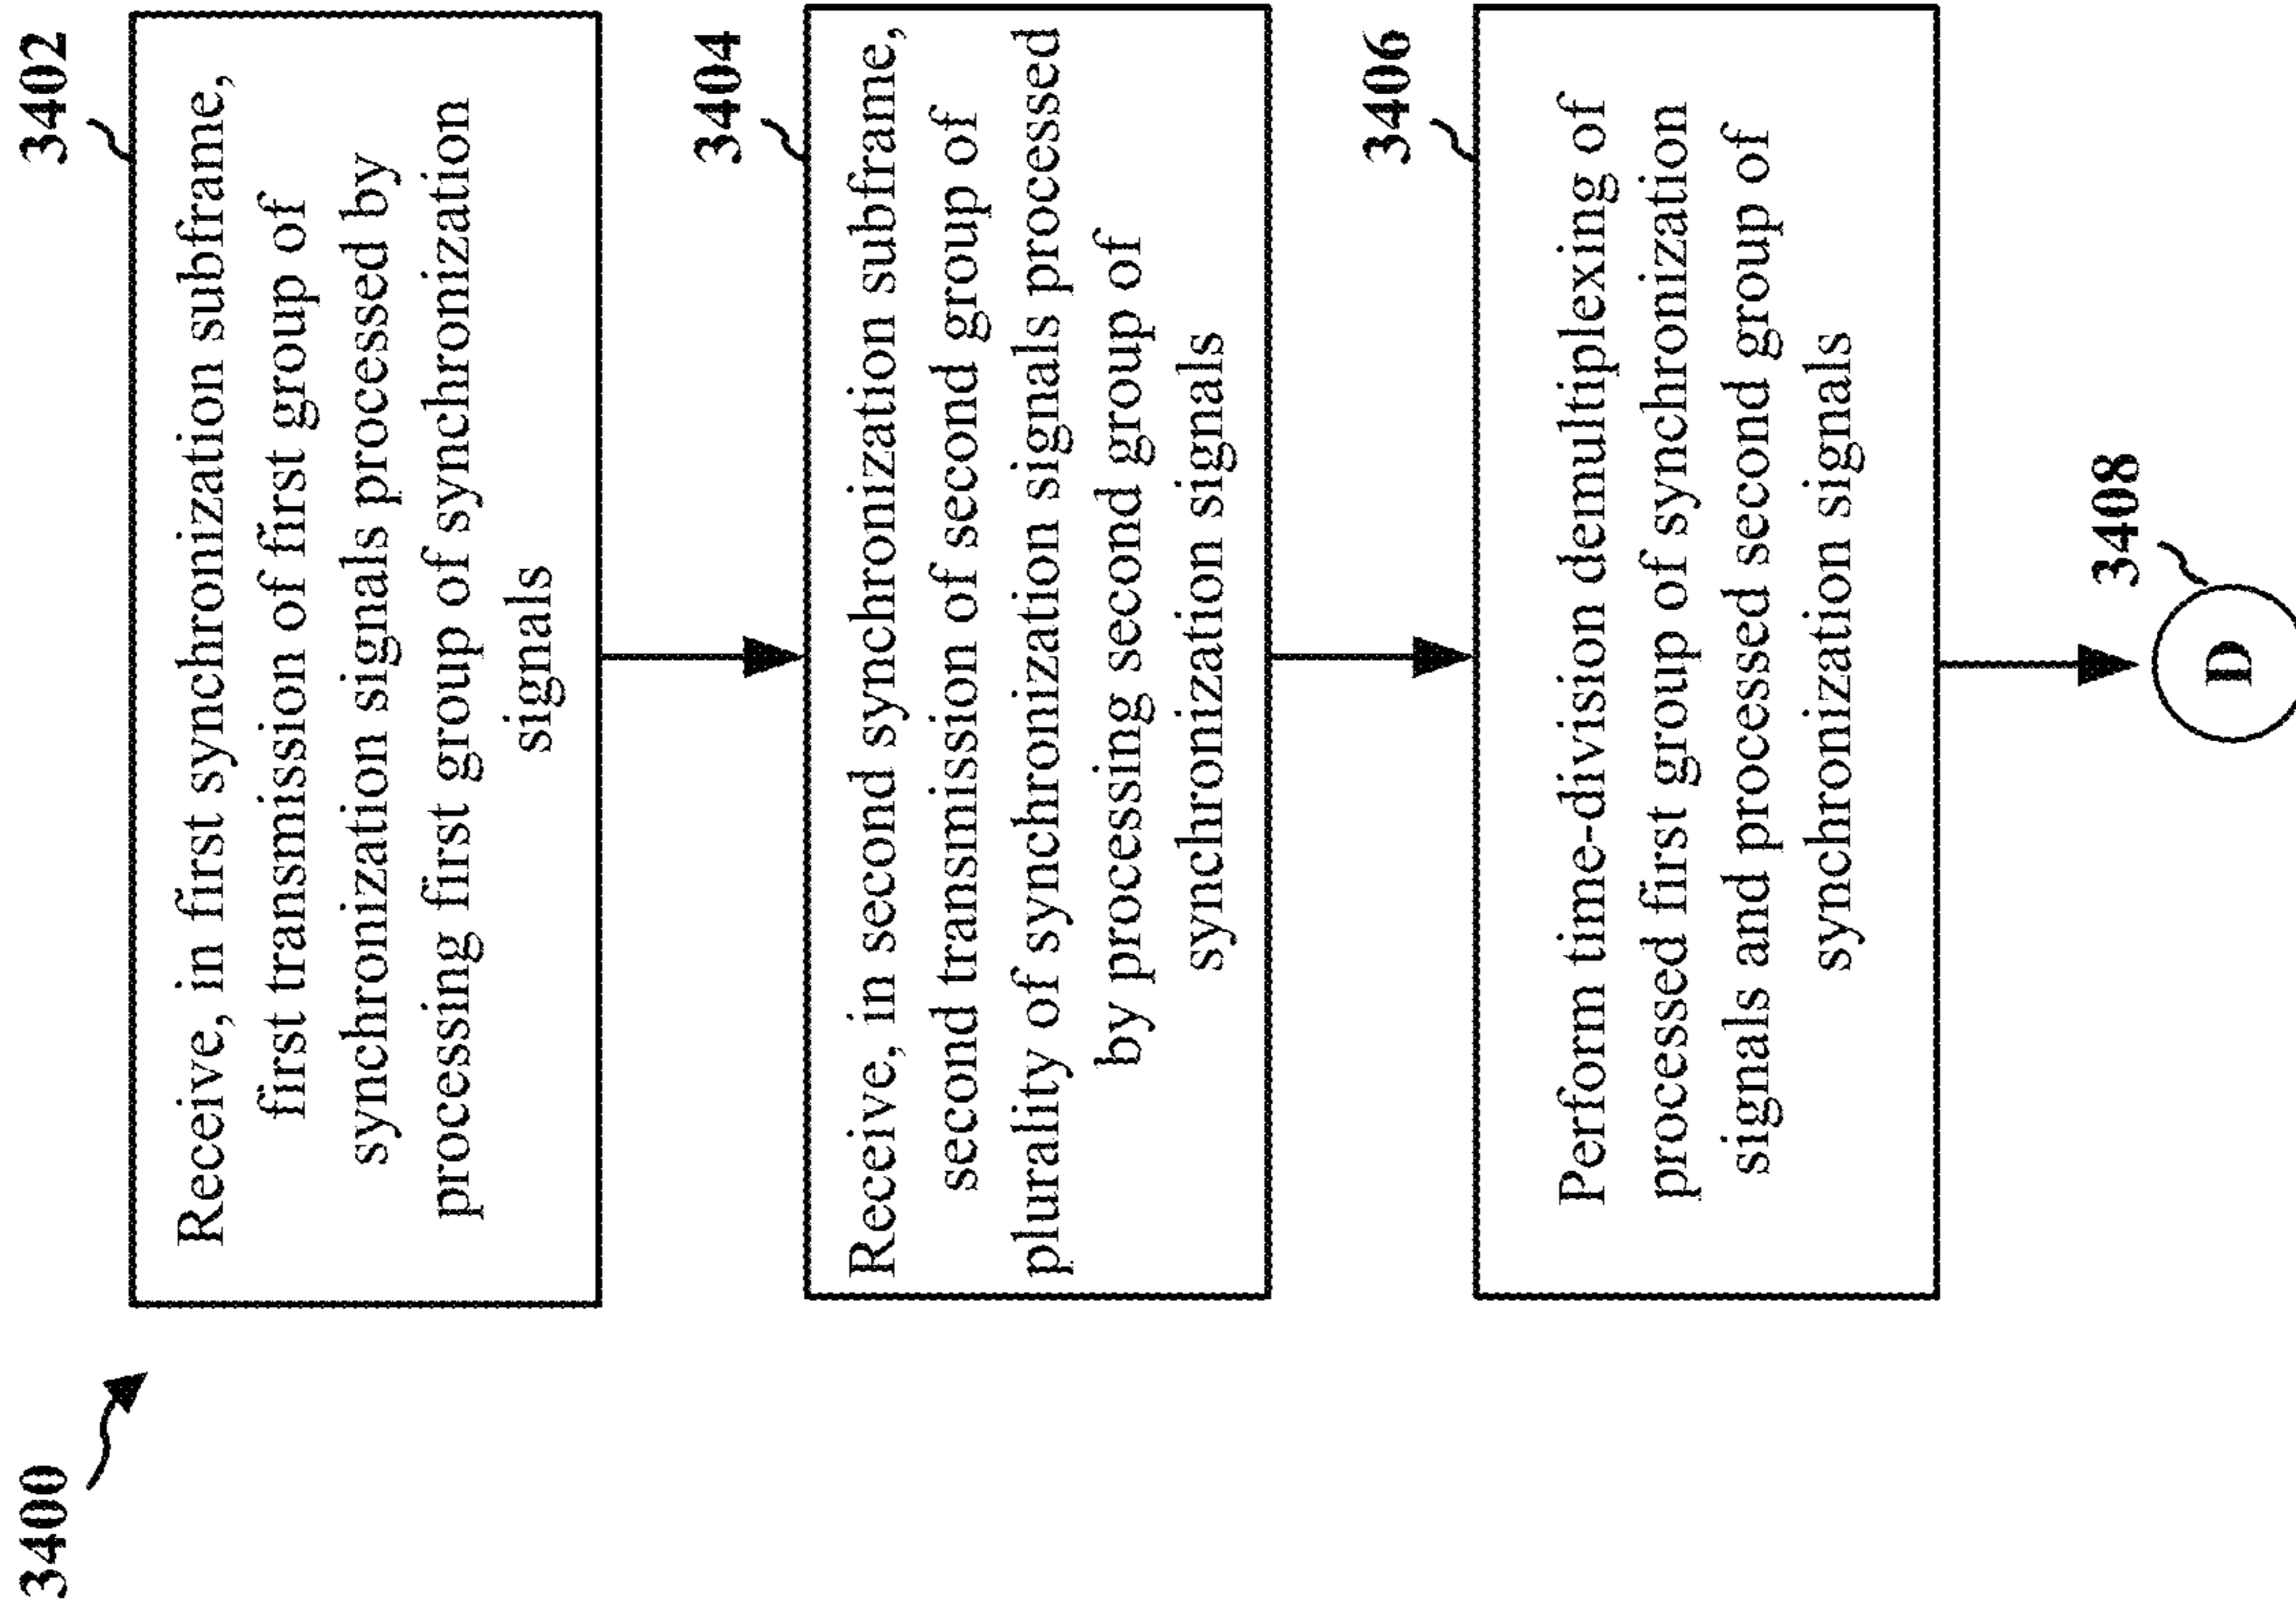 3400
3402
Receive, in first synchronization subframe,
first transmission of first group of
synchronization signals processed by
processing first group of synchronization
signals
3404
Receive, in second synchronization subframe,
second transmission of second group of
plurality of synchronization signals processed
by processing second group of
synchronization signals
3406
Perform time-division demultiplexing of
processed first group of synchronization
signals and processed second group of
synchronization signals
3408
D